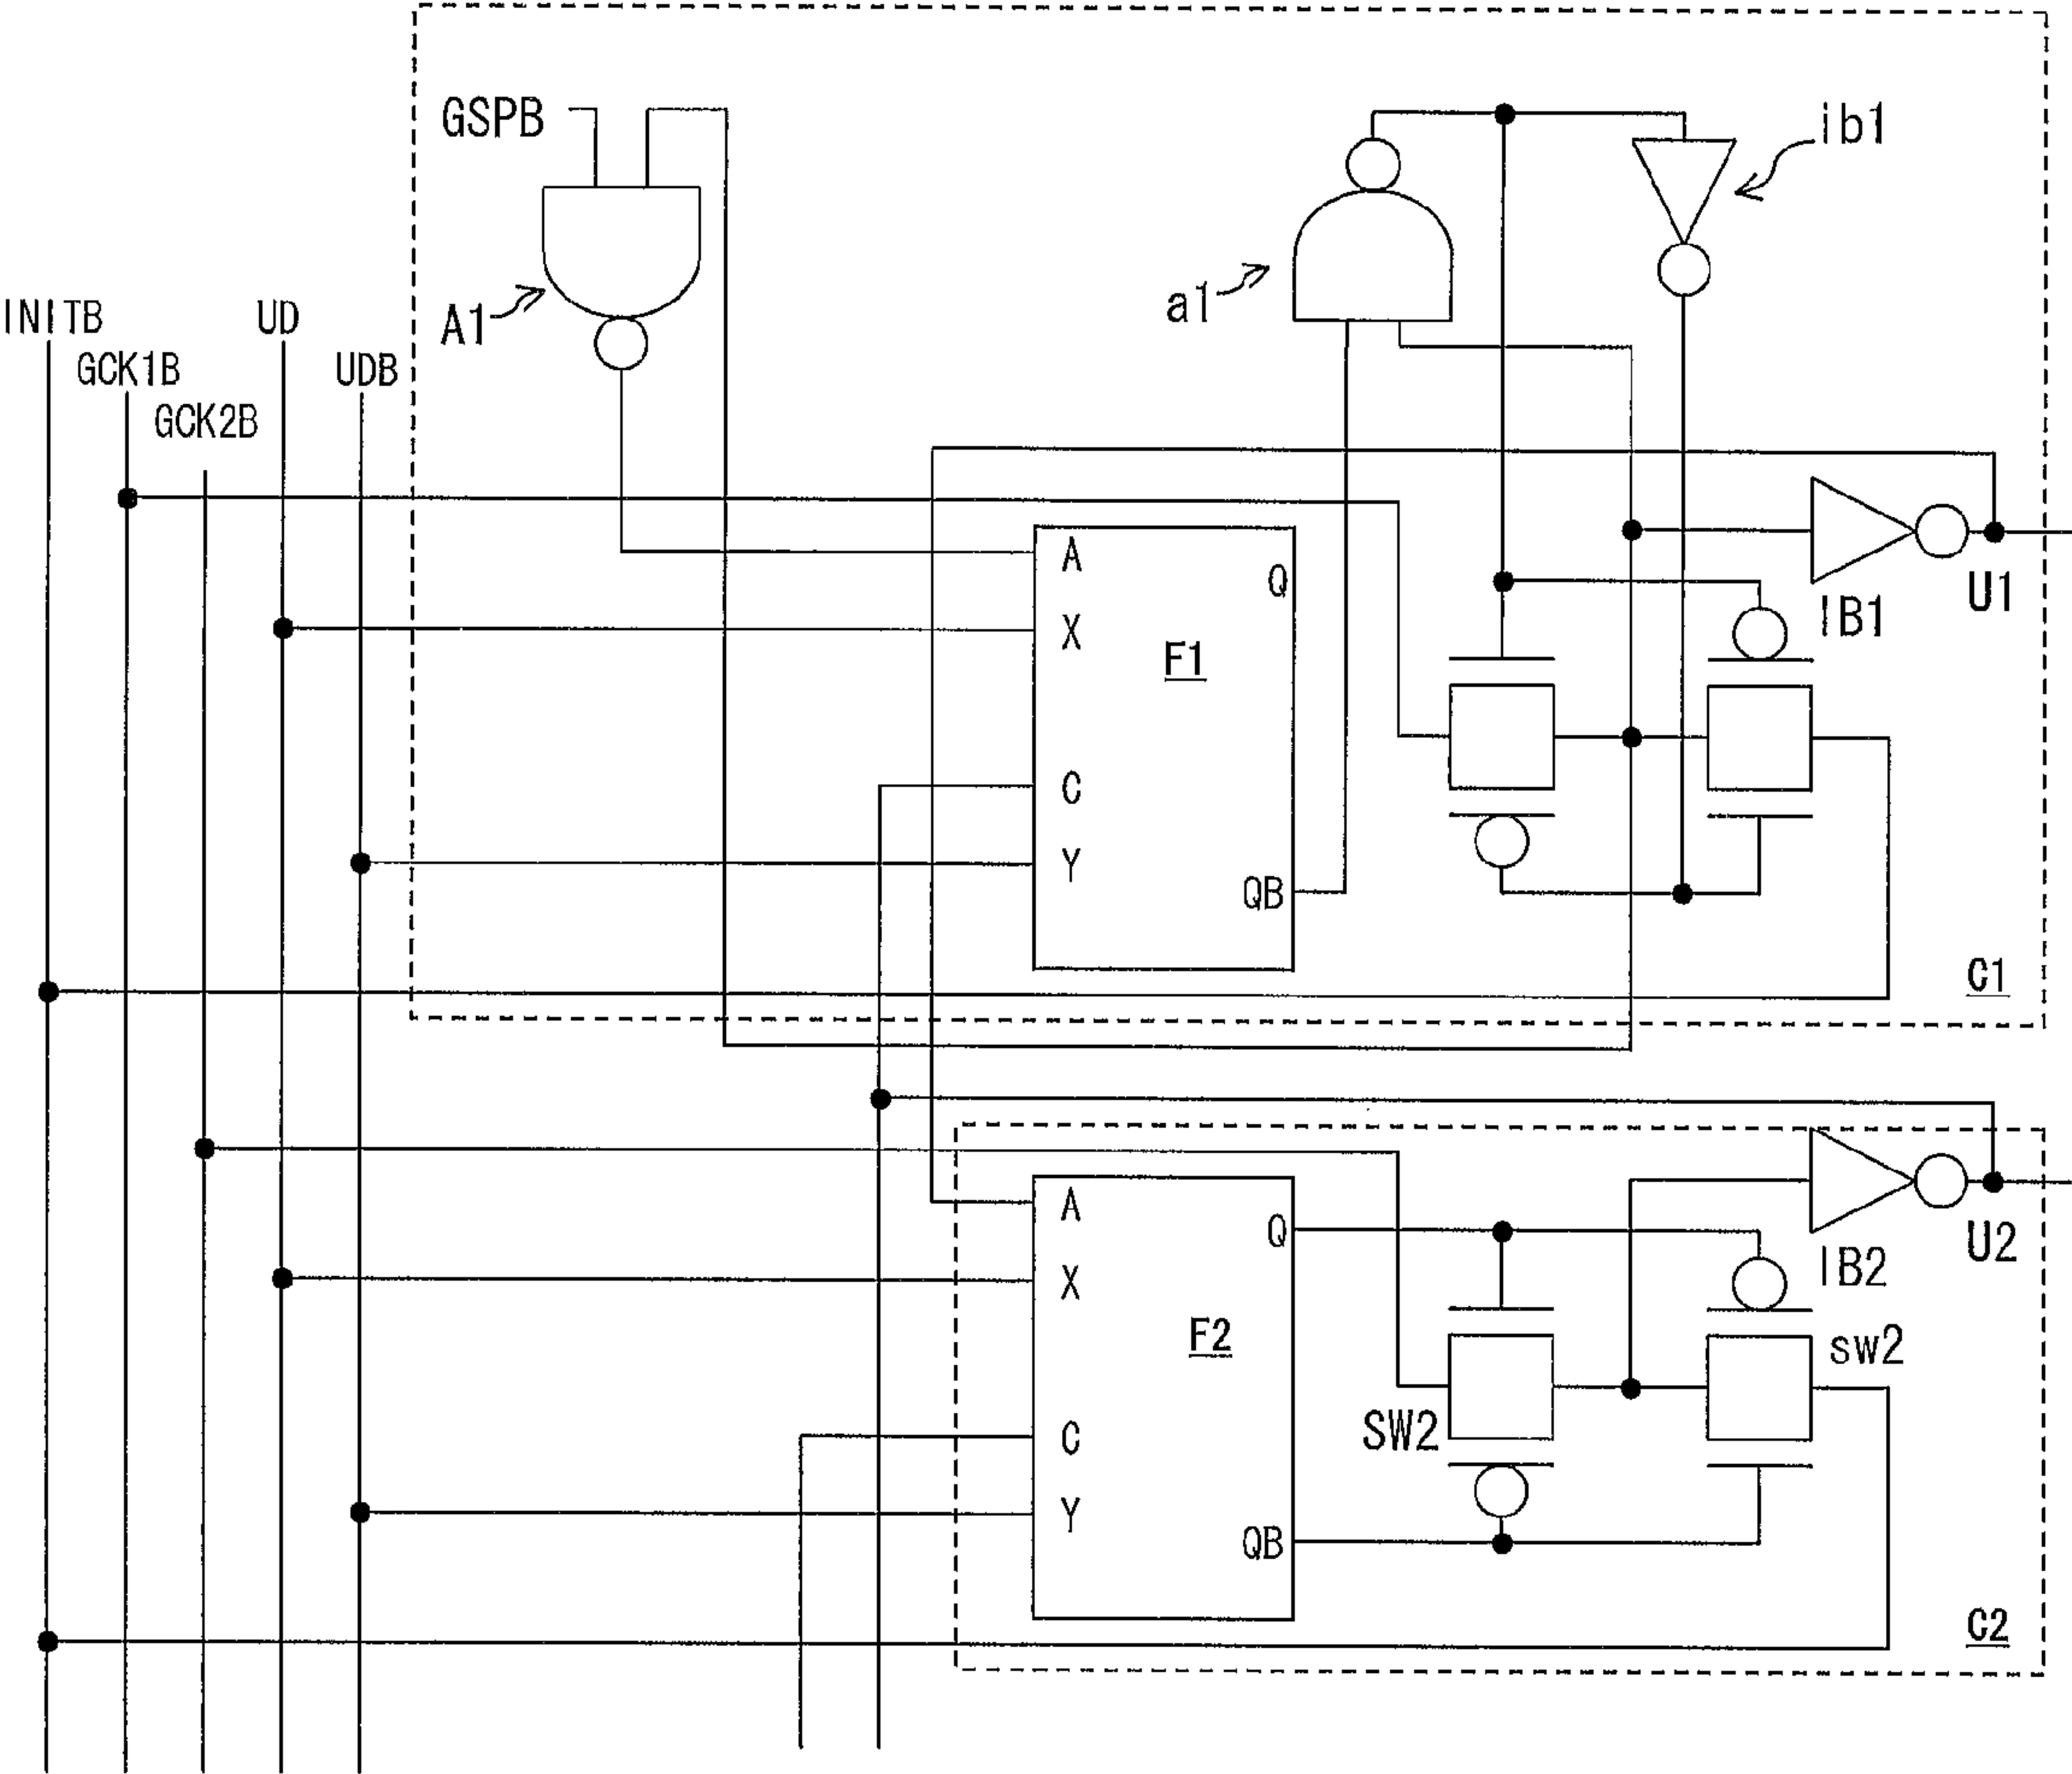 GSPB
ib1
a1
A1
INITB
UD
GCK1B
UDB
GCK2B
A
Q
X
F1
U1
IB1
C
Y
QB
C1
A
Q
X
F2
U2
IB2
sw2
SW2
C
Y
QB
C2